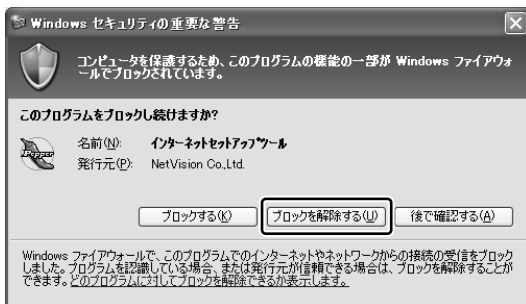 Windows セキュリティの重要な警告
コンピュータを保護するため、このプログラムの機能の一部が Windows ファイアウォ
ールでブロックされています。
このプログラムをブロックし続けますか?
Pepper
名前(N): インターネットセットアップツール
発行元(P): NetVision Co.,Ltd.
ブロックする(K) ブロックを解除する(U) 後で確認する(A)
Windows ファイアウォールで、このプログラムでのインターネットやネットワークからの接続の受信をブロック
しました。プログラムを認識している場合、または発行元が信頼できる場合は、ブロックを解除することが
できます。どのプログラムに対してブロックを解除できるか表示します。